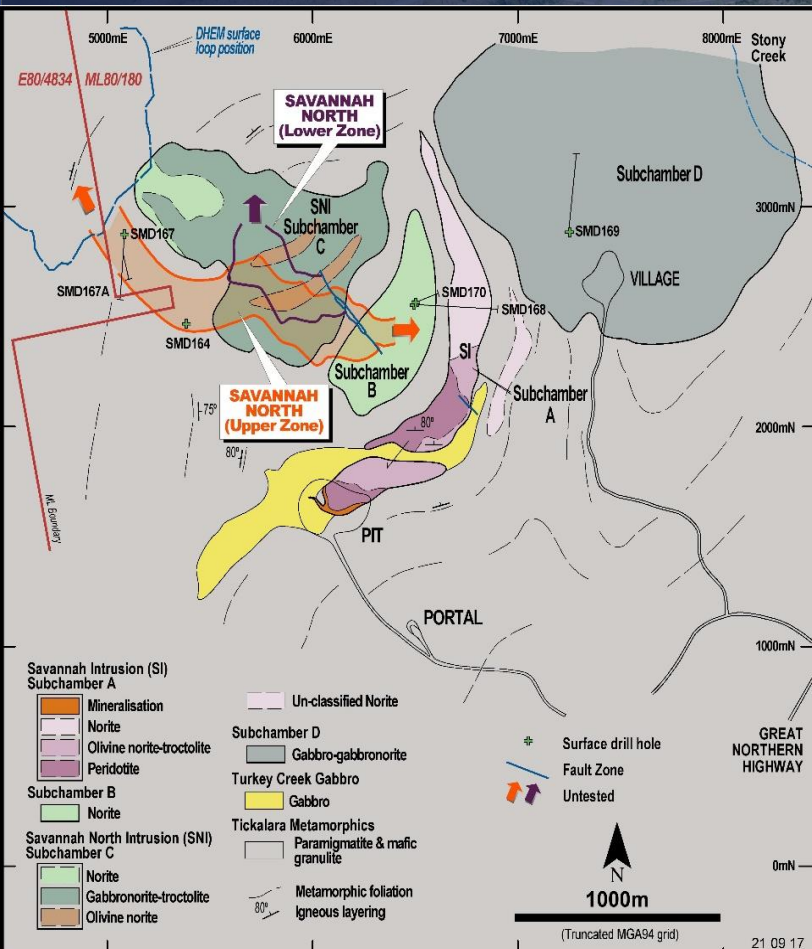 5000mE
6000mE
7000mE
8000mE
DHEM surface
loop position
Stony
Creek
E80/4834
ML80/180
SAVANNAH
NORTH
(Lower Zone)
SNI
Subchamber
C
Subchamber D
3000mN
SMD167
SMD169
SMD167A
VILLAGE
SMD170
SMD168
SMD164
SI
Subchamber
B
Subchamber
A
SAVANNAH
NORTH
(Upper Zone)
75º
80º
80º
2000mN
ML Boundary
PIT
PORTAL
1000mN
Savannah Intrusion (SI)
Subchamber A
Mineralisation
Norite
Olivine norite-troctolite
Peridotite
Subchamber B
Norite
Savannah North Intrusion (SNI)
Subchamber C
Norite
Gabbronorite-troctolite
Olivine norite
Un-classified Norite
Subchamber D
Gabbro-gabbronorite
Turkey Creek Gabbro
Gabbro
Tickalara Metamorphics
Paramigmatite & mafic
granulite
Metamorphic foliation
80º
Igneous layering
Surface drill hole
Fault Zone
Untested
GREAT
NORTHERN
HIGHWAY
0mN
N
1000m
(Truncated MGA94 grid)
21 09 17